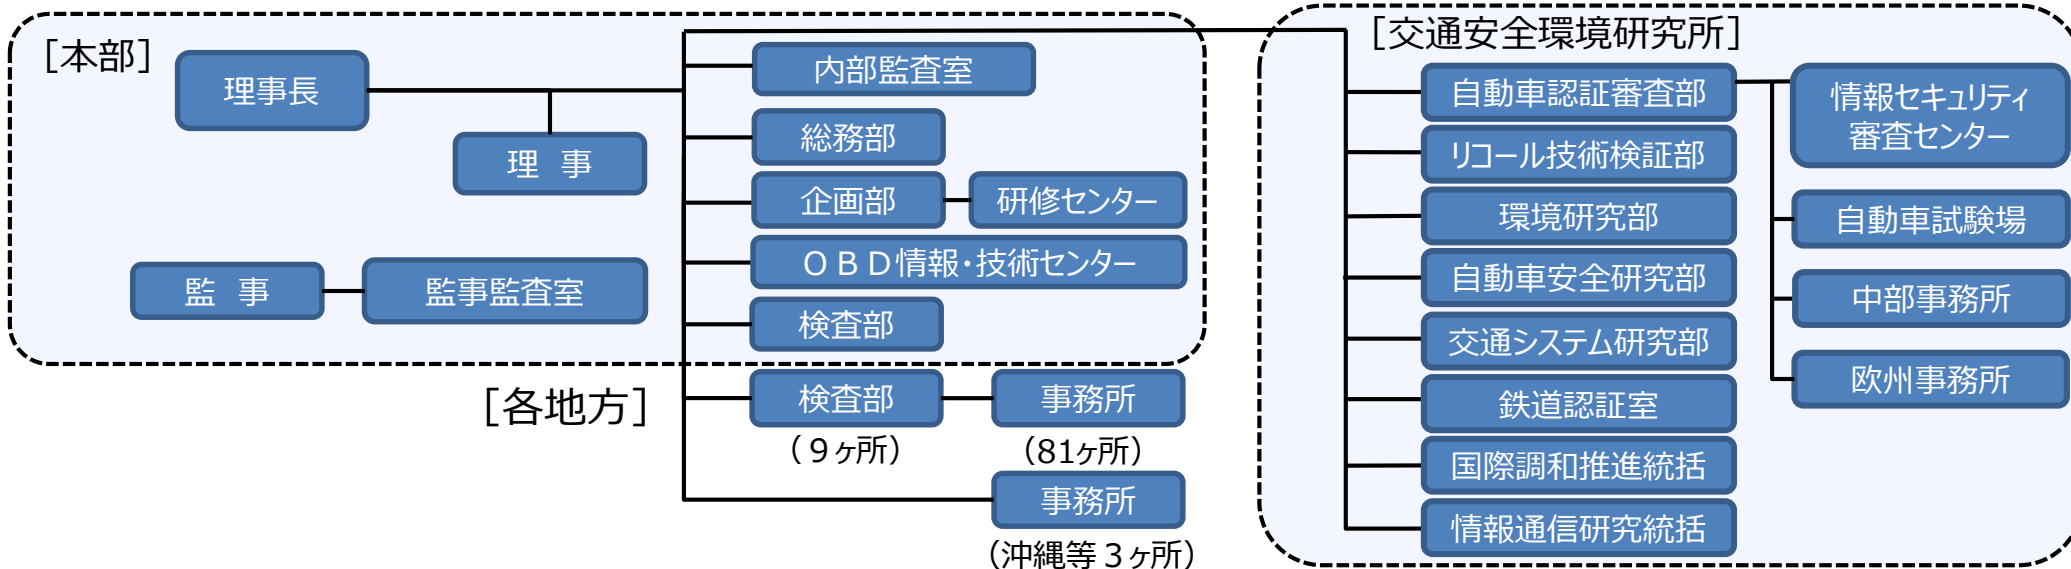 ［本部］
理事長
理　事
監　事
監事監査室
内部監査室
総務部
企画部
研修センター
ＯＢＤ情報・技術センター
検査部
［各地方］
検査部
（９ヶ所）
事務所
（81ヶ所）
事務所
（沖縄等３ヶ所）
［交通安全環境研究所］
自動車認証審査部
リコール技術検証部
環境研究部
自動車安全研究部
交通システム研究部
鉄道認証室
国際調和推進統括
情報通信研究統括
情報セキュリティ
審査センター
自動車試験場
中部事務所
欧州事務所